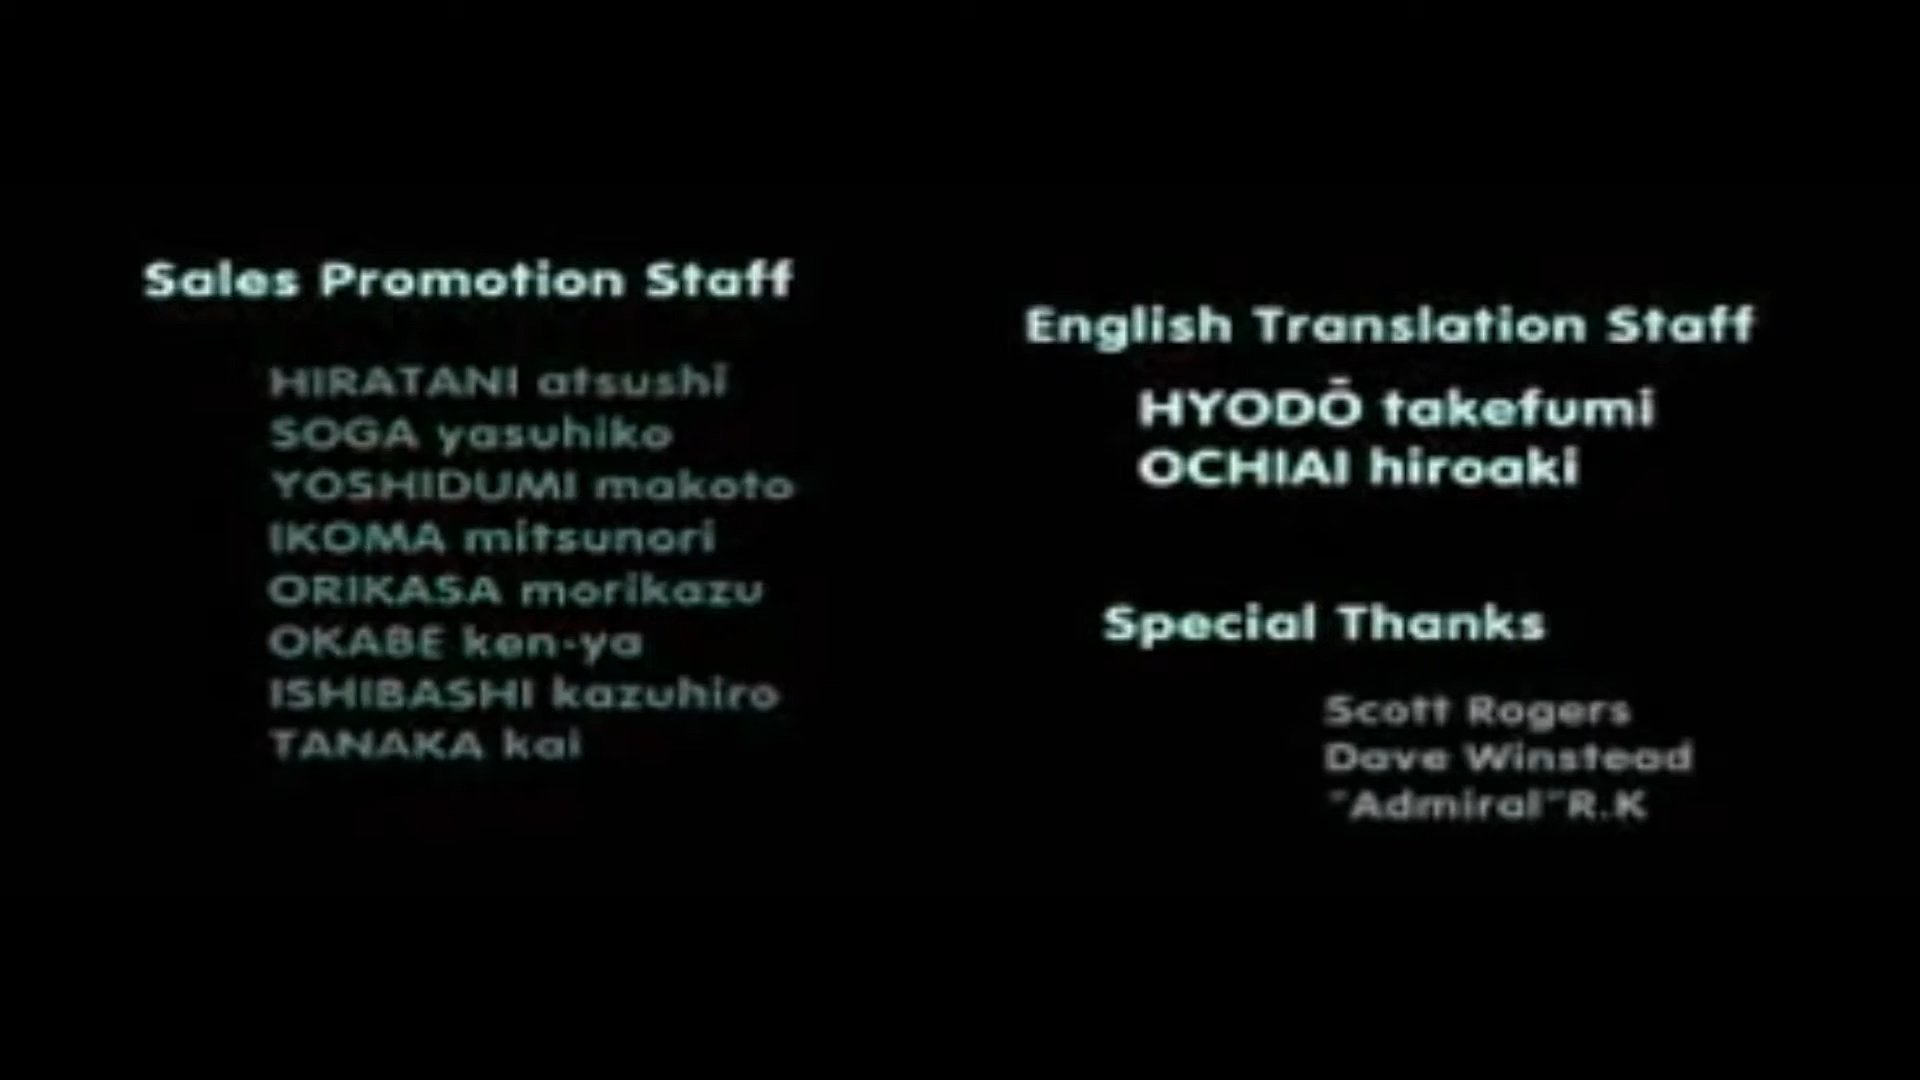 Sales Promotion Staff
HIRATANI atsushi
SOGA yasuhiko
YOSHIDUMI makoto
IKOMA mitsunori
ORIKASA morikazu
OKABE ken-ya
ISHIBASHI kazuhiro
TANAKA kai
English Translation Staff
HYODŌ takefumi
OCHIAI hiroaki
Special Thanks
Scott Rogers
Dave Winstead
"Admiral"R.K